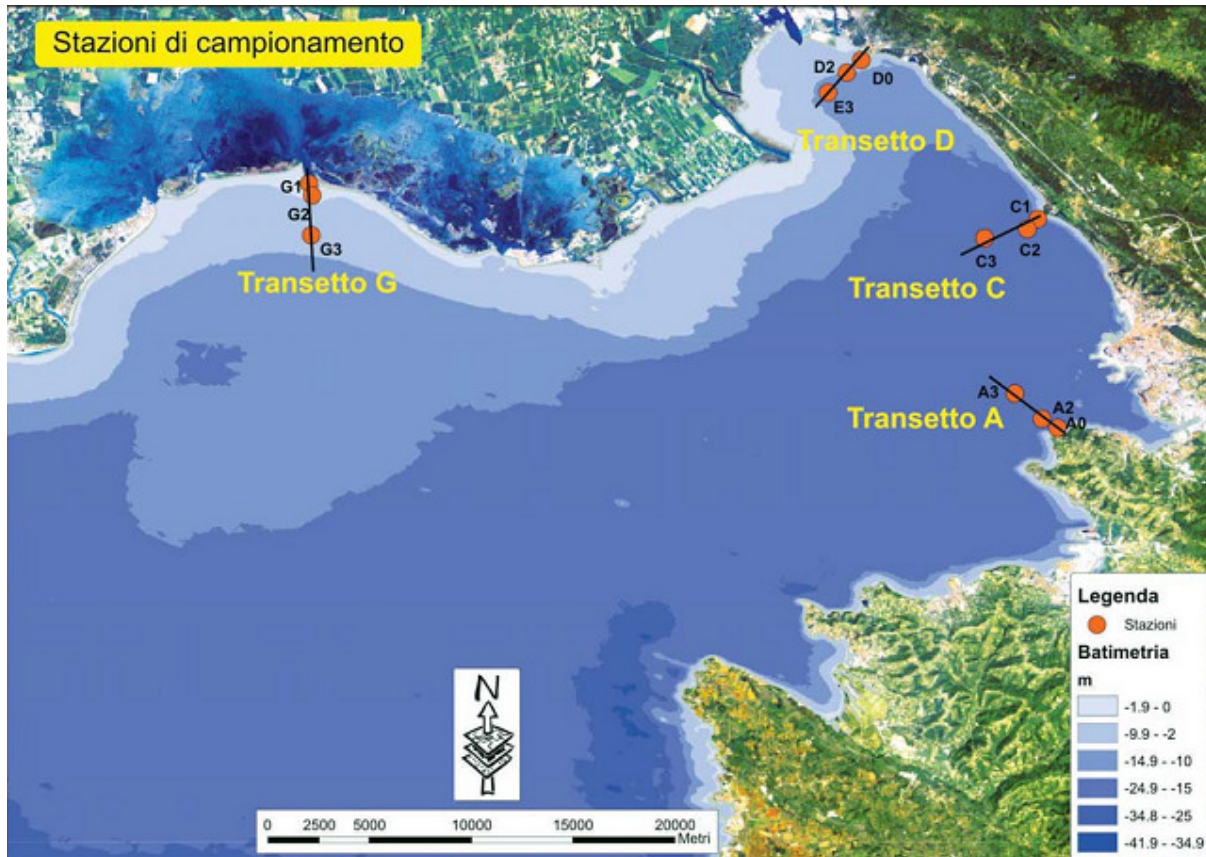 Stazioni di campionamento
D2
D0
E3
Transetto D
G1
G2
G3
Transetto G
C1
C2
C3
Transetto C
A3
A2
A0
Transetto A
N
Legenda
Stazioni
Batimetria
m
-1.9 - 0
-9.9 - -2
-14.9 - -10
-24.9 - -15
-34.8 - -25
-41.9 - -34.9
0 2500 5000 10000 15000 20000
Metri